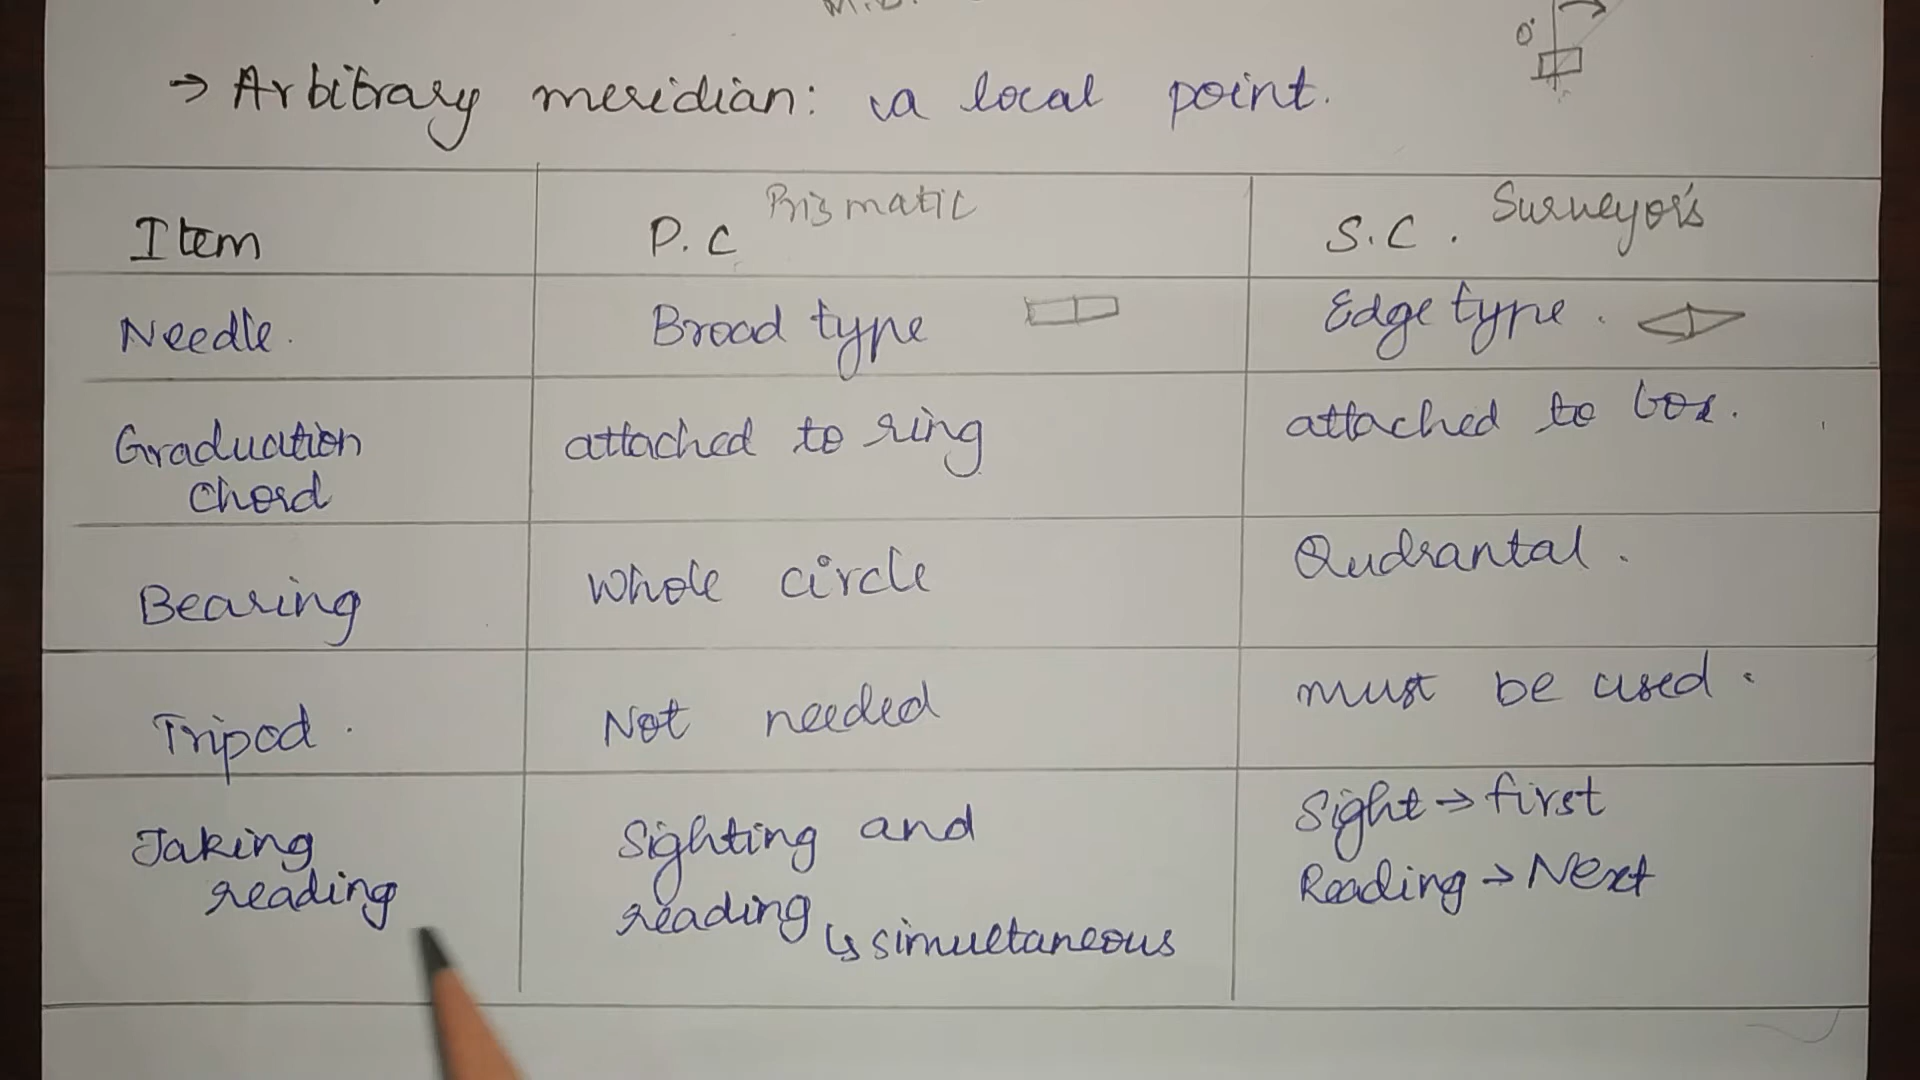 → Arbitrary meridian: a local point.
0°
Item
P.C Prismatic
S.C. Surveyor's
Needle.
Broad type
Edge type.
Graduation
Chord
attached to ring
attached to box.
Bearing
Whole circle
Qudrantal.
Tripod.
Not needed
must be used.
Taking
reading
Sighting and
reading is simultaneous
Sight → first
Reading → Next